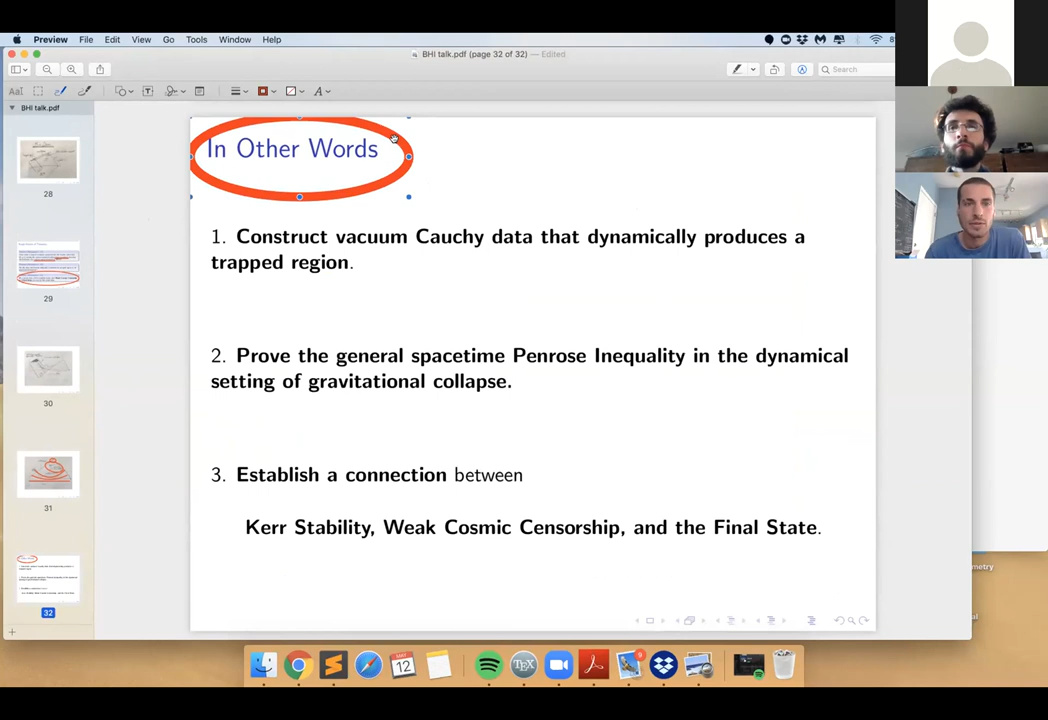 Preview File Edit View Go Tools Window Help
BHI talk.pdf (page 32 of 32) — Edited
Search
BHI talk.pdf
28
29
30
31
32
In Other Words
1. Construct vacuum Cauchy data that dynamically produces a
trapped region.
2. Prove the general spacetime Penrose Inequality in the dynamical
setting of gravitational collapse.
3. Establish a connection between
Kerr Stability, Weak Cosmic Censorship, and the Final State.
MAY
12
TEX
9